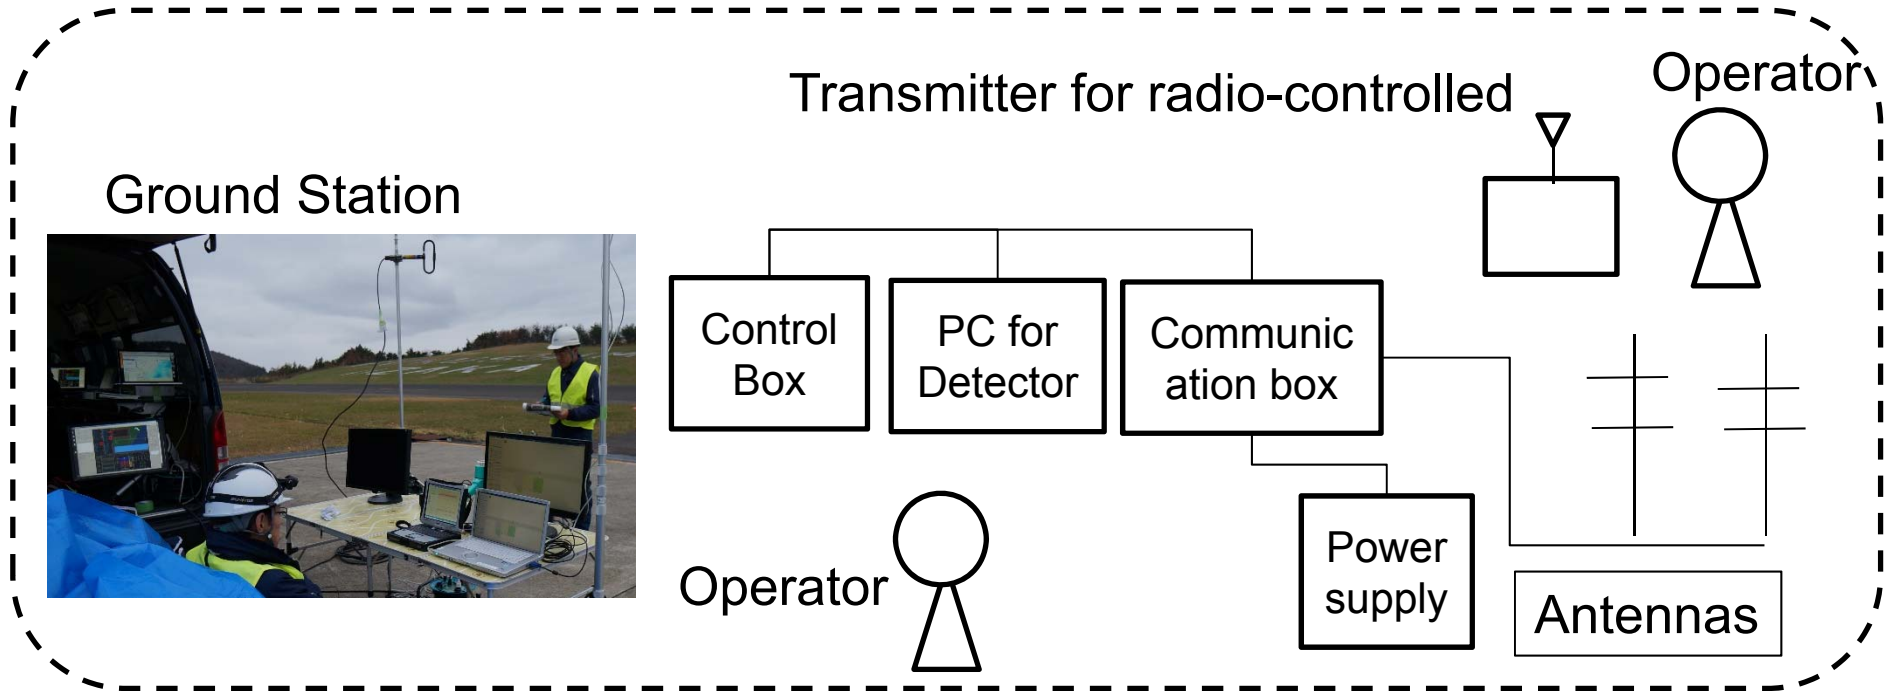 Operator
Transmitter for radio-controlled
Ground Station
Control
Box
PC for
Detector
Communic
ation box
Power
supply
Operator
Antennas